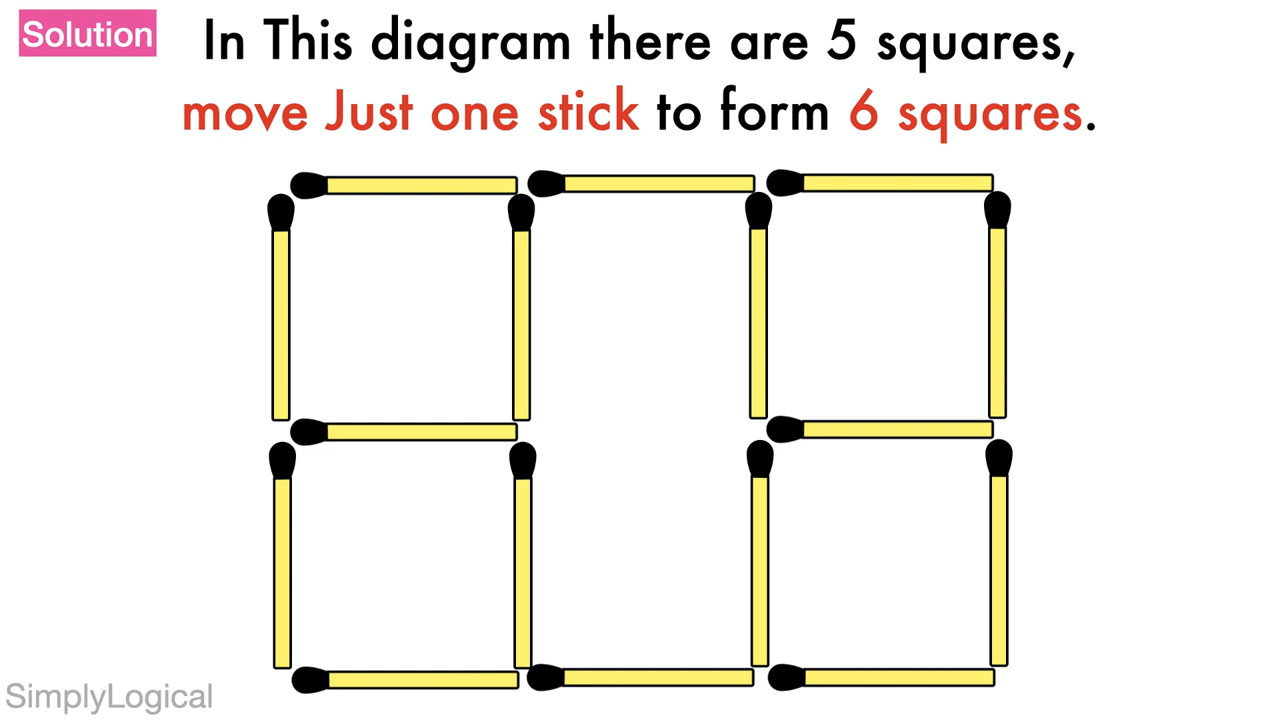 Solution
In This diagram there are 5 squares,
move Just one stick to form 6 squares.
SimplyLogical